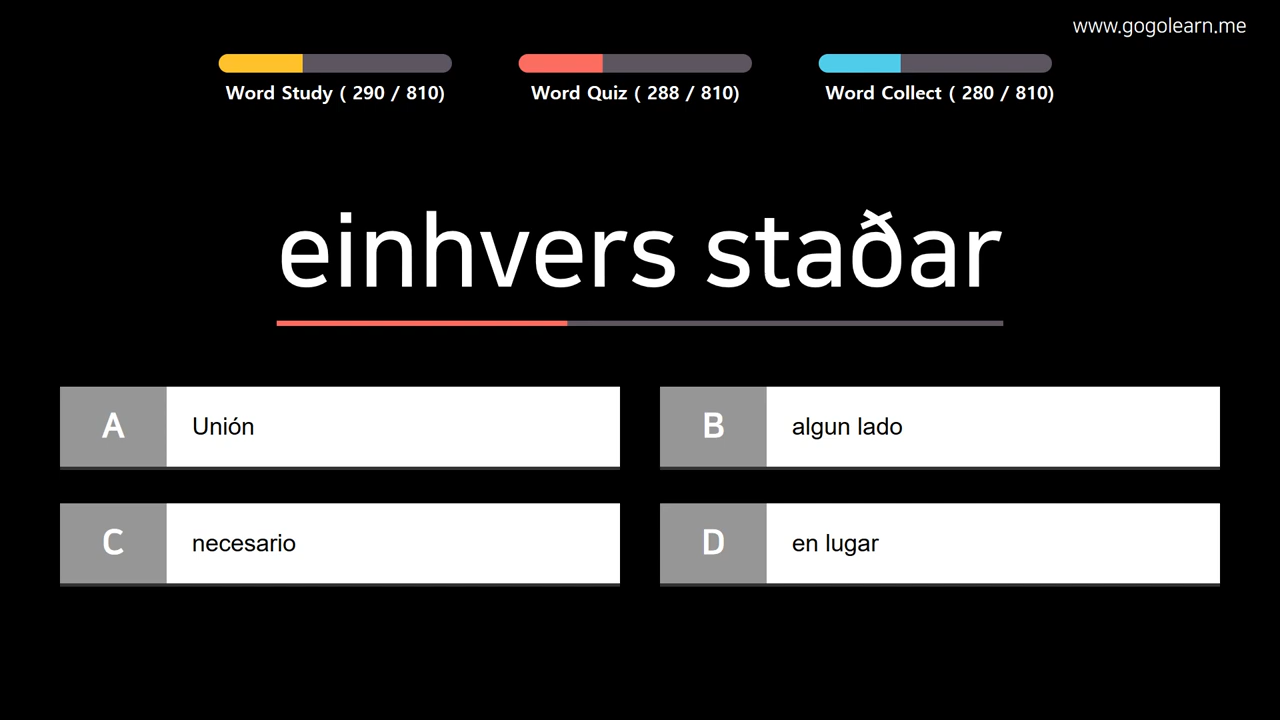 www.gogolearn.me
Word Study ( 290 / 810)
Word Quiz ( 288 / 810)
Word Collect ( 280 / 810)
einhvers staðar
A
Unión
B
algun lado
C
necesario
D
en lugar